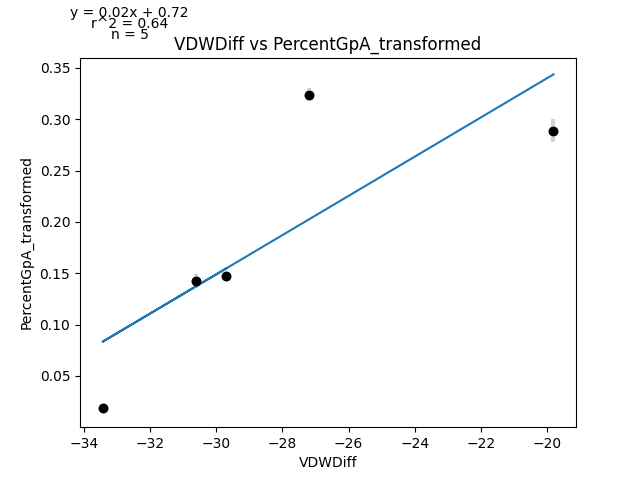 y = 0.02x + 0.72
r^2 = 0.64
n = 5
VDWDiff vs PercentGpA_transformed
PercentGpA_transformed
0.35
0.30
0.25
0.20
0.15
0.10
0.05
−34 −32 −30 −28 −26 −24 −22 −20
VDWDiff